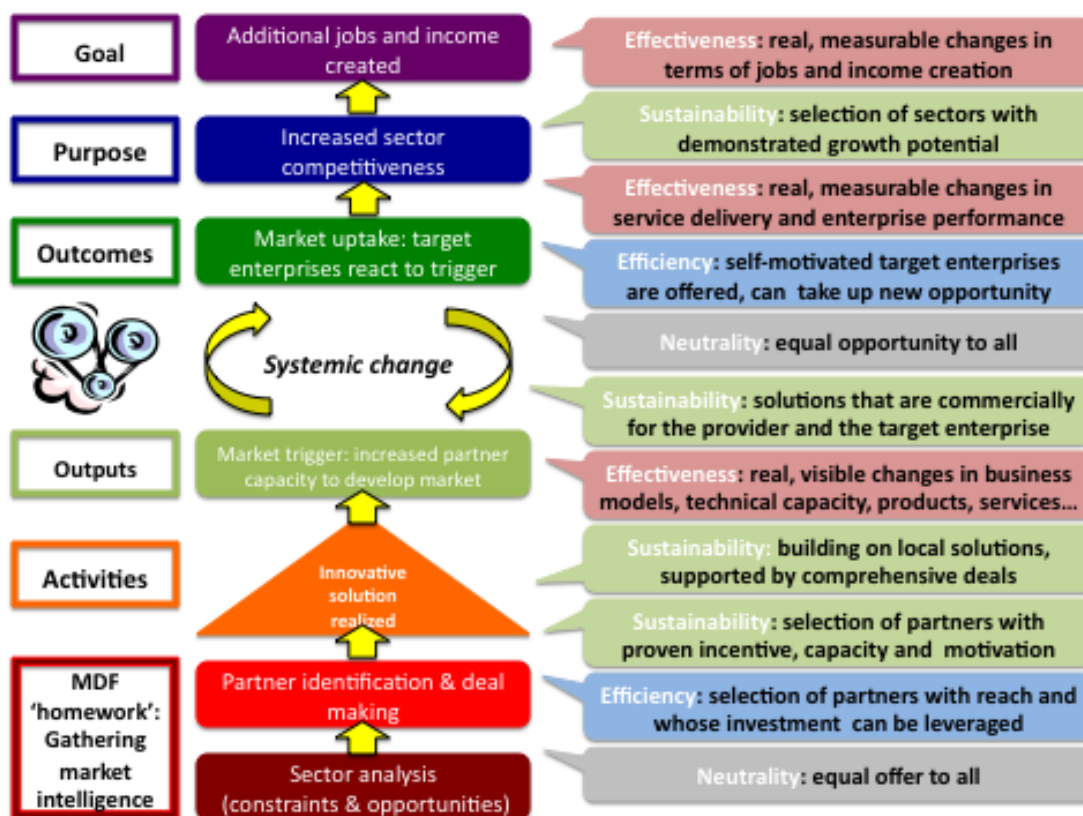 Goal
Additional jobs and income
created
Effectiveness: real, measurable changes in
terms of jobs and income creation
Sustainability: selection of sectors with
demonstrated growth potential
Purpose
Increased sector
competitiveness
Effectiveness: real, measurable changes in
service delivery and enterprise performance
Outcomes
Market uptake: target
enterprises react to trigger
Efficiency: self-motivated target enterprises
are offered, can take up new opportunity
Neutrality: equal opportunity to all
Systemic change
Sustainability: solutions that are commercially
for the provider and the target enterprise
Outputs
Market trigger: increased partner
capacity to develop market
Effectiveness: real, visible changes in business
models, technical capacity, products, services...
Activities
Innovative
solution
realized
Sustainability: building on local solutions,
supported by comprehensive deals
Sustainability: selection of partners with
proven incentive, capacity and motivation
MDF
'homework':
Gathering
market
intelligence
Partner identification & deal
making
Efficiency: selection of partners with reach and
whose investment can be leveraged
Sector analysis
(constraints & opportunities)
Neutrality: equal offer to all